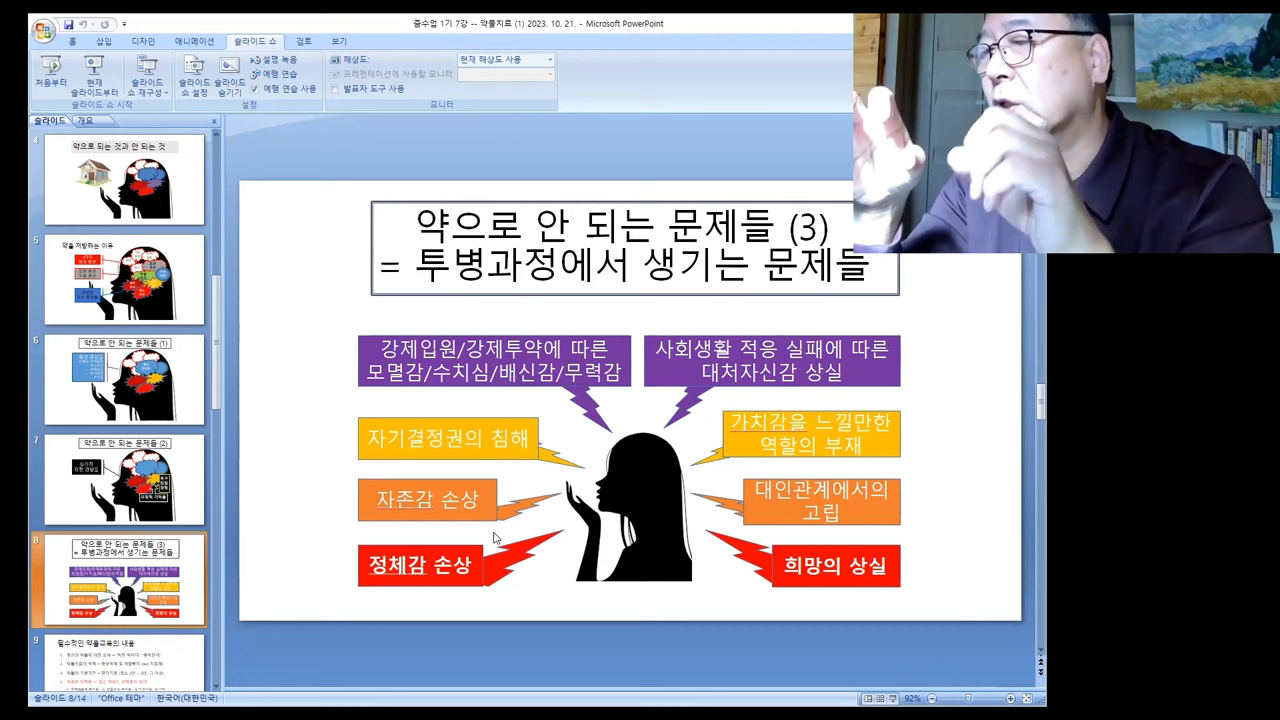 중수업 1기 7강 -- 약물치료 (1) 2023. 10. 21. - Microsoft PowerPoint
홈 삽입 디자인 애니메이션 슬라이드 쇼 검토 보기
처음부터
현재
슬라이드부터
슬라이드
쇼 재구성
슬라이드 쇼 시작
슬라이드
쇼 설정
슬라이드
숨기기
설명 녹음
예행 연습
예행 연습 사용
설정
해상도: 현재 해상도 사용
프레젠테이션에 사용할 모니터:
발표자 도구 사용
모니터
슬라이드 개요
4
약으로 되는 것과 안 되는 것
5
약을 처방하는 이유
6
약으로 안 되는 문제들 (1)
7
약으로 안 되는 문제들 (2)
8
약으로 안 되는 문제들 (3)
= 투병과정에서 생기는 문제들
9
필수적인 약물교육의 내용
약으로 안 되는 문제들 (3)
= 투병과정에서 생기는 문제들
강제입원/강제투약에 따른
모멸감/수치심/배신감/무력감
사회생활 적응 실패에 따른
대처자신감 상실
자기결정권의 침해
가치감을 느낄만한
역할의 부재
자존감 손상
대인관계에서의
고립
정체감 손상
희망의 상실
슬라이드 8/14 "Office 테마" 한국어(대한민국) 92%